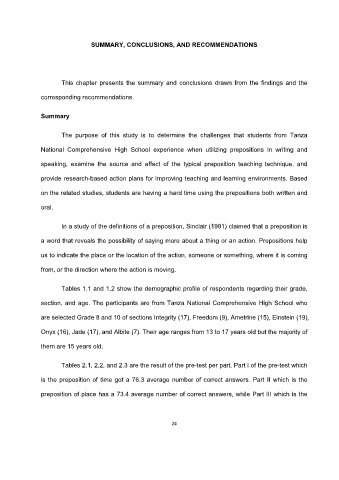 SUMMARY, CONCLUSIONS, AND RECOMMENDATIONS
This chapter presents the summary and conclusions drawn from the findings and the
corresponding recommendations.
Summary
The purpose of this study is to determine the challenges that students from Tanza
National Comprehensive High School experience when utilizing prepositions in writing and
speaking, examine the source and effect of the typical preposition teaching technique, and
provide research-based action plans for improving teaching and learning environments. Based
on the related studies, students are having a hard time using the prepositions both written and
oral.
In a study of the definitions of a preposition, Sinclair (1991) claimed that a preposition is
a word that reveals the possibility of saying more about a thing or an action. Prepositions help
us to indicate the place or the location of the action, someone or something, where it is coming
from, or the direction where the action is moving.
Tables 1.1 and 1.2 show the demographic profile of respondents regarding their grade,
section, and age. The participants are from Tanza National Comprehensive High School who
are selected Grade 8 and 10 of sections Integrity (17), Freedom (9), Ametrine (15), Einstein (19),
Onyx (16), Jade (17), and Albite (7). Their age ranges from 13 to 17 years old but the majority of
them are 15 years old.
Tables 2.1, 2.2, and 2.3 are the result of the pre-test per part. Part I of the pre-test which
is the preposition of time got a 76.3 average number of correct answers. Part II which is the
preposition of place has a 73.4 average number of correct answers, while Part III which is the
24